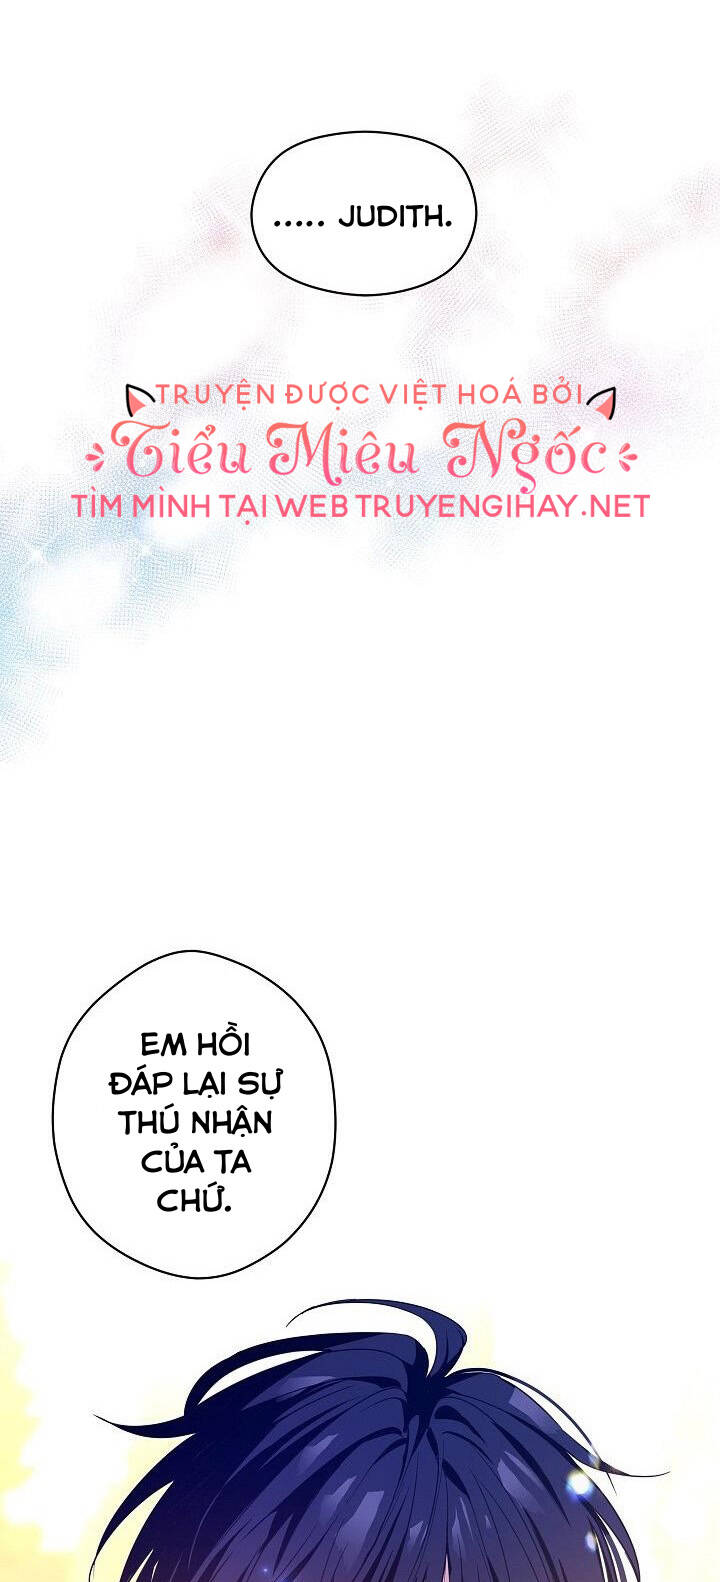 ..... JUDITH.
TRUYỆN ĐƯỢC VIỆT HOÁ BỞI
Tiểu Miêu Ngốc
TÌM MÌNH TẠI WEB TRUYENGIHAY.NET
EM HỒI
ĐÁP LẠI SỰ
THÚ NHẬN
CỦA TA
CHỨ.